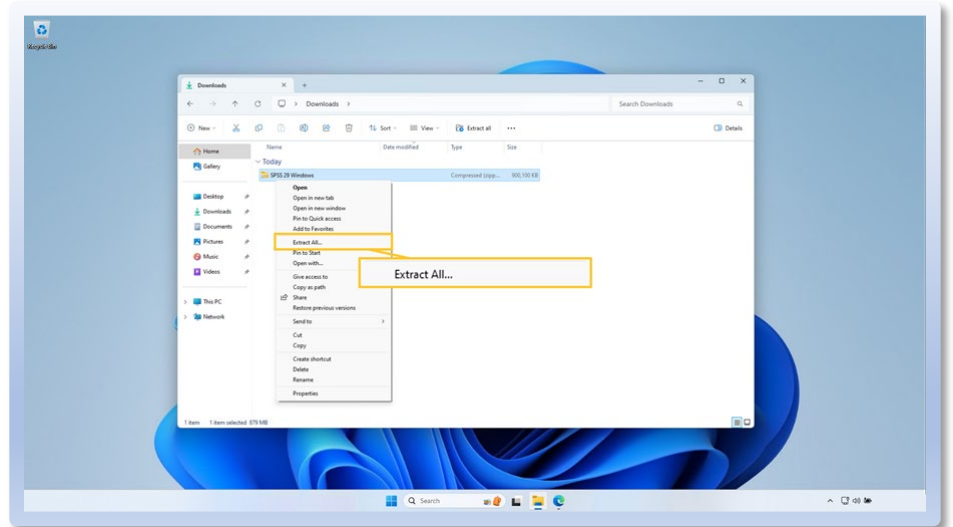 Recycle Bin
Downloads
Downloads
Search Downloads
New
Sort
View
Extract all
Details
Name
Date modified
Type
Size
Home
Gallery
Desktop
Downloads
Documents
Pictures
Music
Videos
This PC
Network
Today
SPSS 29 Windows
Compressed (zipp...
900,100 KB
Open
Open in new tab
Open in new window
Pin to Quick access
Add to Favorites
Extract All...
Pin to Start
Open with...
Extract All...
Give access to
Copy as path
Share
Restore previous versions
Send to
Cut
Copy
Create shortcut
Delete
Rename
Properties
1 item 1 item selected 879 MB
Search